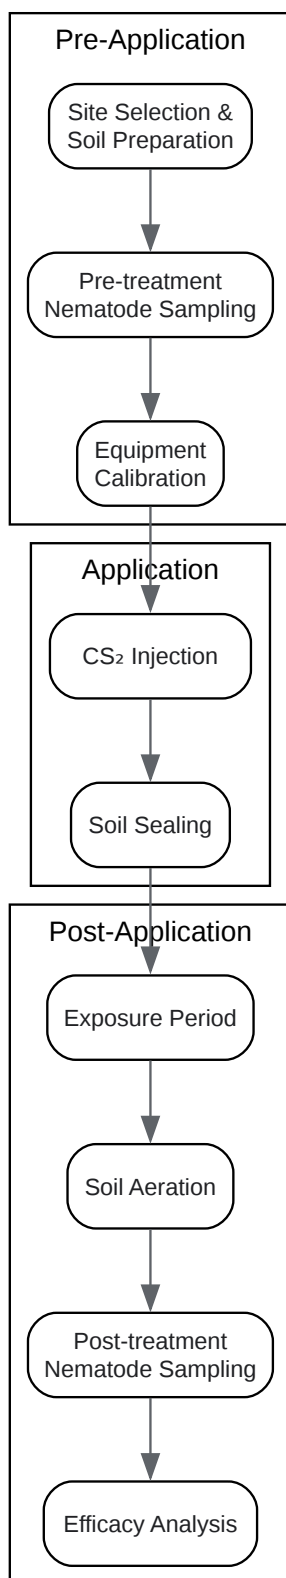 Pre-Application
Site Selection &
Soil Preparation
Pre-treatment
Nematode Sampling
Equipment
Calibration
Application
CS₂ Injection
Soil Sealing
Post-Application
Exposure Period
Soil Aeration
Post-treatment
Nematode Sampling
Efficacy Analysis